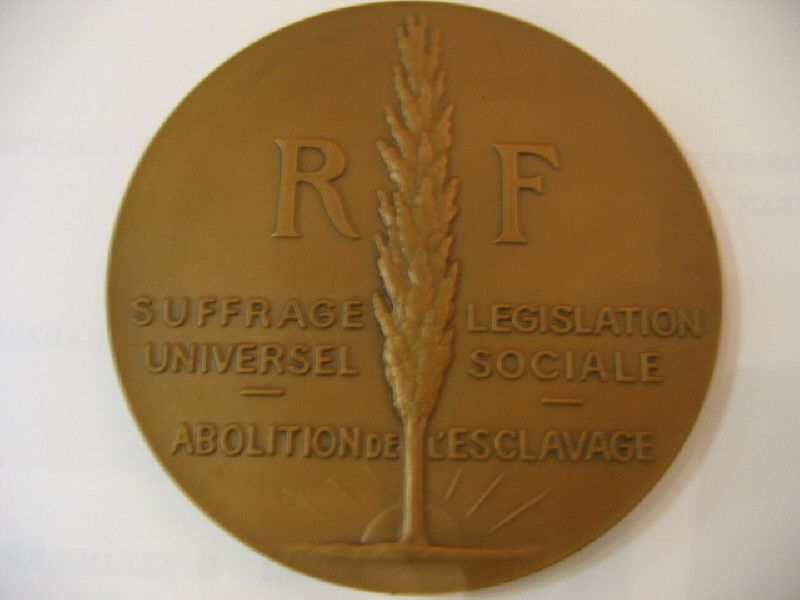 R F
SUFFRAGE LEGISLATION
UNIVERSEL SOCIALE
ABOLITION DE L'ESCLAVAGE